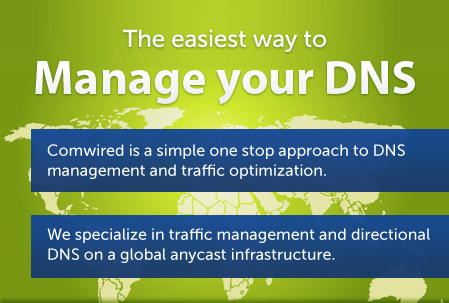 The easiest way to
Manage your DNS
Comwired is a simple one stop approach to DNS
management and traffic optimization.
We specialize in traffic management and directional
DNS on a global anycast infrastructure.